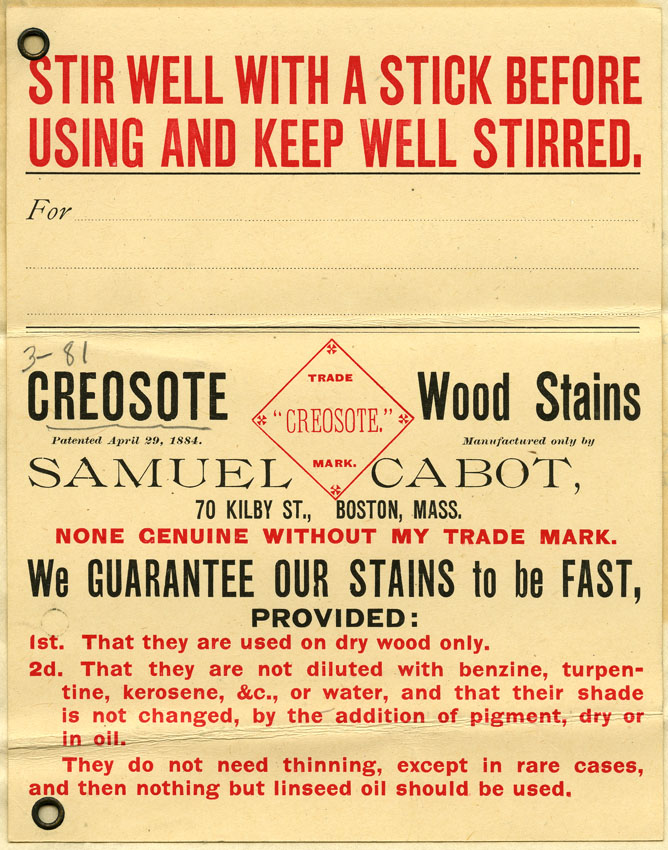 STIR WELL WITH A STICK BEFORE
USING AND KEEP WELL STIRRED.
For
3-81
CREOSOTE
TRADE
"CREOSOTE."
MARK.
Wood Stains
Patented April 29, 1884.
Manufactured only by
SAMUEL CABOT,
70 KILBY ST., BOSTON, MASS.
NONE GENUINE WITHOUT MY TRADE MARK.
We GUARANTEE OUR STAINS to be FAST,
PROVIDED:
1st. That they are used on dry wood only.
2d. That they are not diluted with benzine, turpen-
tine, kerosene, &c., or water, and that their shade
is not changed, by the addition of pigment, dry or
in oil.
They do not need thinning, except in rare cases,
and then nothing but linseed oil should be used.